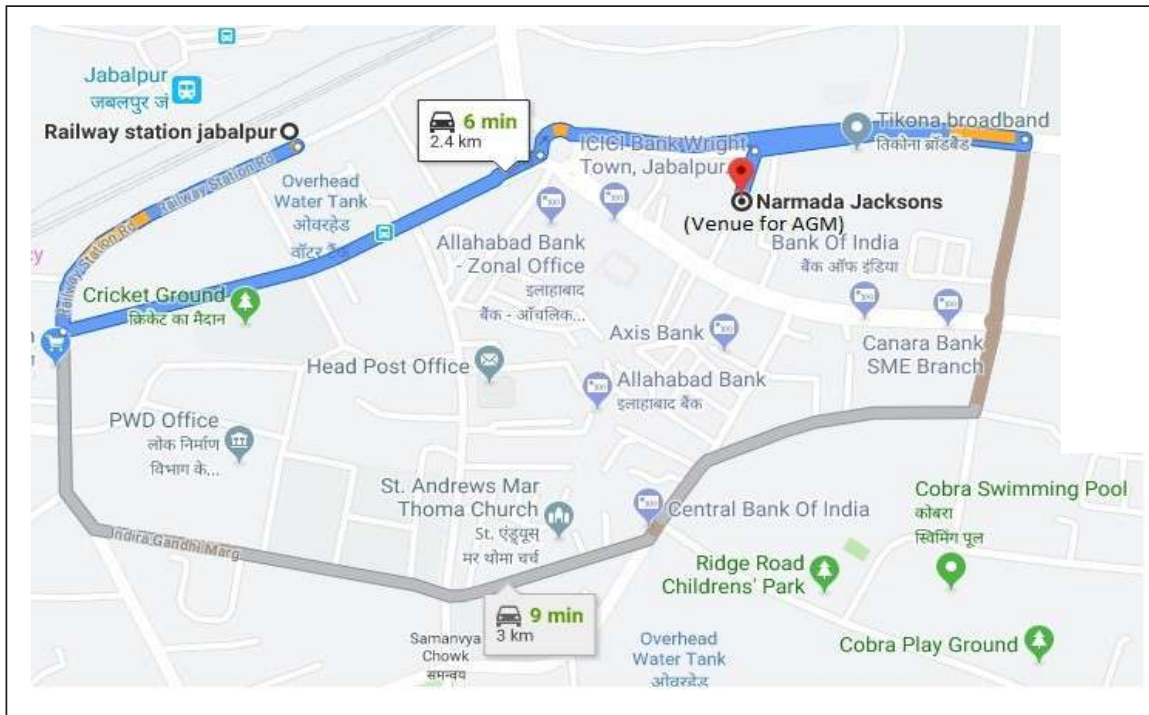 Jabalpur
जबलपुर जं
Railway station jabalpur
6 min
2.4 km
Tikona broadband
तिकोना ब्रॉडबैंड
ICICI Bank Wright
Town, Jabalpur
Railway Station Rd
Overhead
Water Tank
ओवरहेड
वॉटर टैंक
Narmada Jacksons
(Venue for AGM)
Railway Station Rd
Allahabad Bank
- Zonal Office
इलाहाबाद
बैंक - आँचलिक...
Bank Of India
बैंक ऑफ इंडिया
Railway Station Rd
Cricket Ground
क्रिकेट का मैदान
Axis Bank
Canara Bank
SME Branch
Head Post Office
Allahabad Bank
इलाहाबाद बैंक
PWD Office
लोक निर्माण
विभाग के...
St. Andrews Mar
Thoma Church
St. एंड्र्यूस
मर थोमा चर्च
Central Bank Of India
Cobra Swimming Pool
कोबरा
स्विमिंग पूल
Indira Gandhi Marg
Ridge Road
Childrens' Park
9 min
3 km
Samanvya
Chowk
समन्वय
Overhead
Water Tank
ओवरहेड
Cobra Play Ground